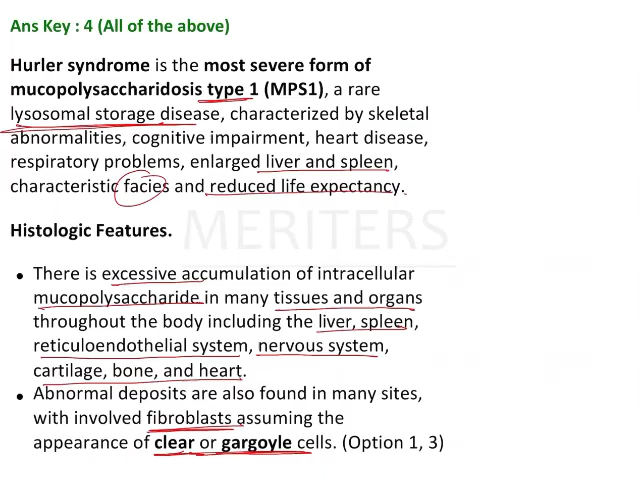 Ans Key : 4 (All of the above)
Hurler syndrome is the most severe form of
mucopolysaccharidosis type 1 (MPS1), a rare
lysosomal storage disease, characterized by skeletal
abnormalities, cognitive impairment, heart disease,
respiratory problems, enlarged liver and spleen,
characteristic facies and reduced life expectancy.
MERITERS
Histologic Features.
• There is excessive accumulation of intracellular
mucopolysaccharide in many tissues and organs
throughout the body including the liver, spleen,
reticuloendothelial system, nervous system,
cartilage, bone, and heart.
• Abnormal deposits are also found in many sites,
with involved fibroblasts assuming the
appearance of clear or gargoyle cells. (Option 1, 3)